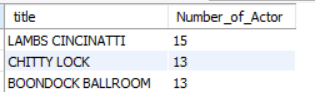 title Number_of_Actor
LAMBS CINCINATTI 15
CHITTY LOCK 13
BOONDOCK BALLROOM 13